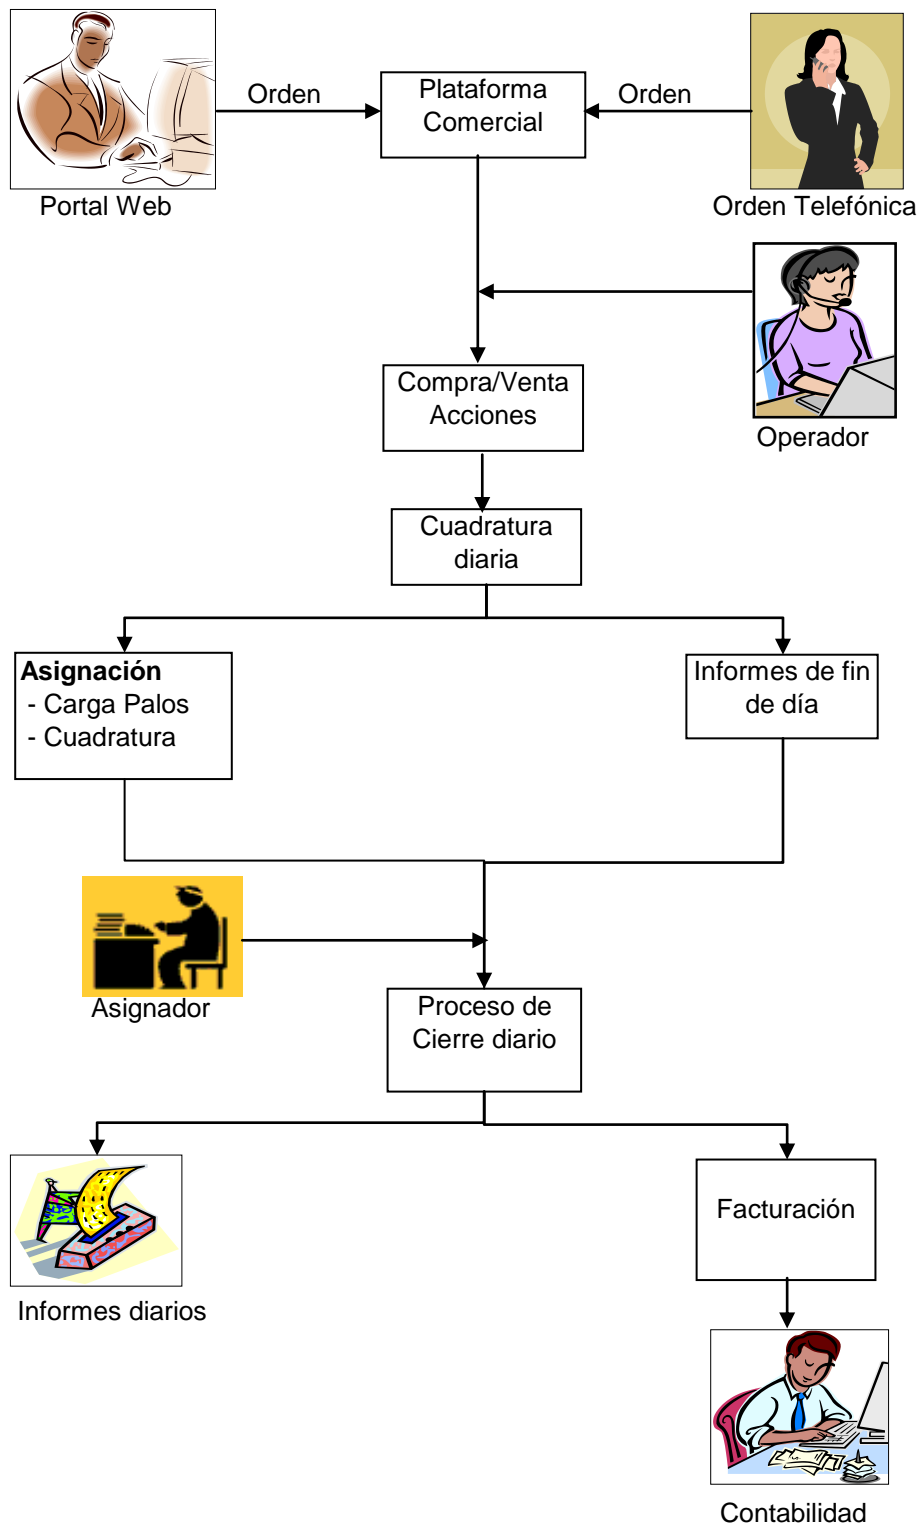 Orden
Plataforma
Comercial
Orden
Portal Web
Orden Telefónica
Compra/Venta
Acciones
Operador
Cuadratura
diaria
Asignación
- Carga Palos
- Cuadratura
Informes de fin
de día
Asignador
Proceso de
Cierre diario
Facturación
Informes diarios
Contabilidad